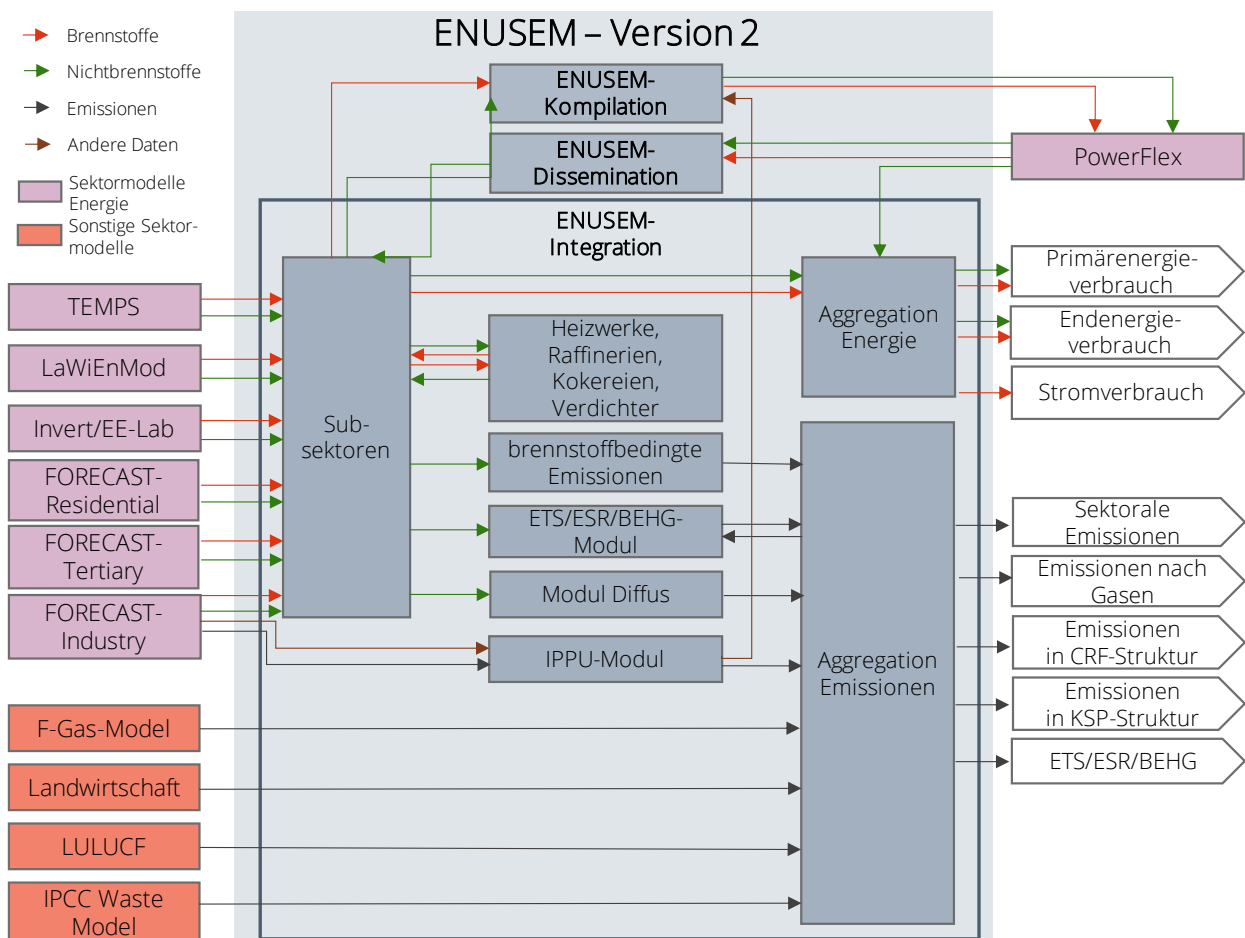 ENUSEM – Version 2
Brennstoffe
Nichtbrennstoffe
Emissionen
Andere Daten
Sektormodelle
Energie
Sonstige Sektor-
modelle
ENUSEM-
Kompilation
ENUSEM-
Dissemination
PowerFlex
ENUSEM-
Integration
TEMPS
LaWiEnMod
Invert/EE-Lab
FORECAST-
Residential
FORECAST-
Tertiary
FORECAST-
Industry
F-Gas-Model
Landwirtschaft
LULUCF
IPCC Waste
Model
Sub-
sektoren
Heizwerke,
Raffinerien,
Kokereien,
Verdichter
brennstoffbedingte
Emissionen
ETS/ESR/BEHG-
Modul
Modul Diffus
IPPU-Modul
Aggregation
Energie
Aggregation
Emissionen
Primärenergie-
verbrauch
Endenergie-
verbrauch
Stromverbrauch
Sektorale
Emissionen
Emissionen nach
Gasen
Emissionen
in CRF-Struktur
Emissionen
in KSP-Struktur
ETS/ESR/BEHG